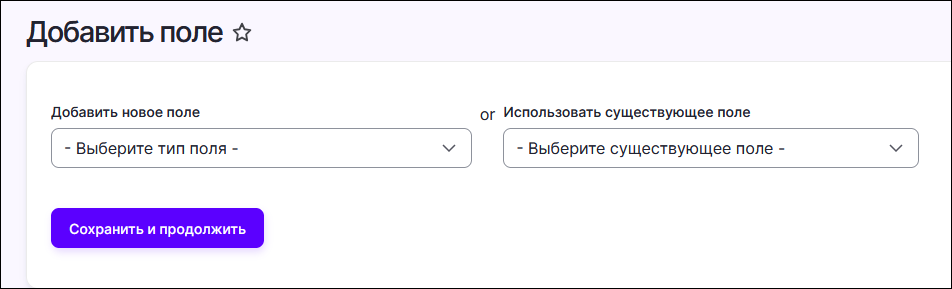 Добавить поле
Добавить новое поле or Использовать существующее поле
- Выберите тип поля - - Выберите существующее поле -
Сохранить и продолжить